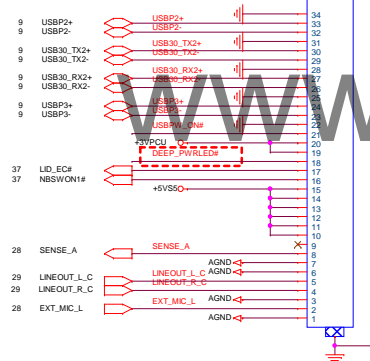 34
9 USBP2+ USBP2+ 33
9 USBP2- USBP2- 32
31
9 USB30_TX2+ USB30_TX2+ 30
9 USB30_TX2- USB30_TX2- 29
28
9 USB30_RX2+ USB30_RX2+ 27
9 USB30_RX2- USB30_RX2- 26
25
9 USBP3+ USBP3+ 24
9 USBP3- USBP3- 23
USBPW_ON# 22
21
+3VPCU 20
DEEP_PWRLED# 19
18
37 LID_EC# 17
37 NBSWON1# 16
+5VS5 15
14
13
12
11
10
9
28 SENSE_A SENSE_A 8
AGND 7
AGND 6
29 LINEOUT_L_C LINEOUT_L_C 5
29 LINEOUT_R_C LINEOUT_R_C 4
AGND 3
28 EXT_MIC_L EXT_MIC_L 2
AGND 1
WWW